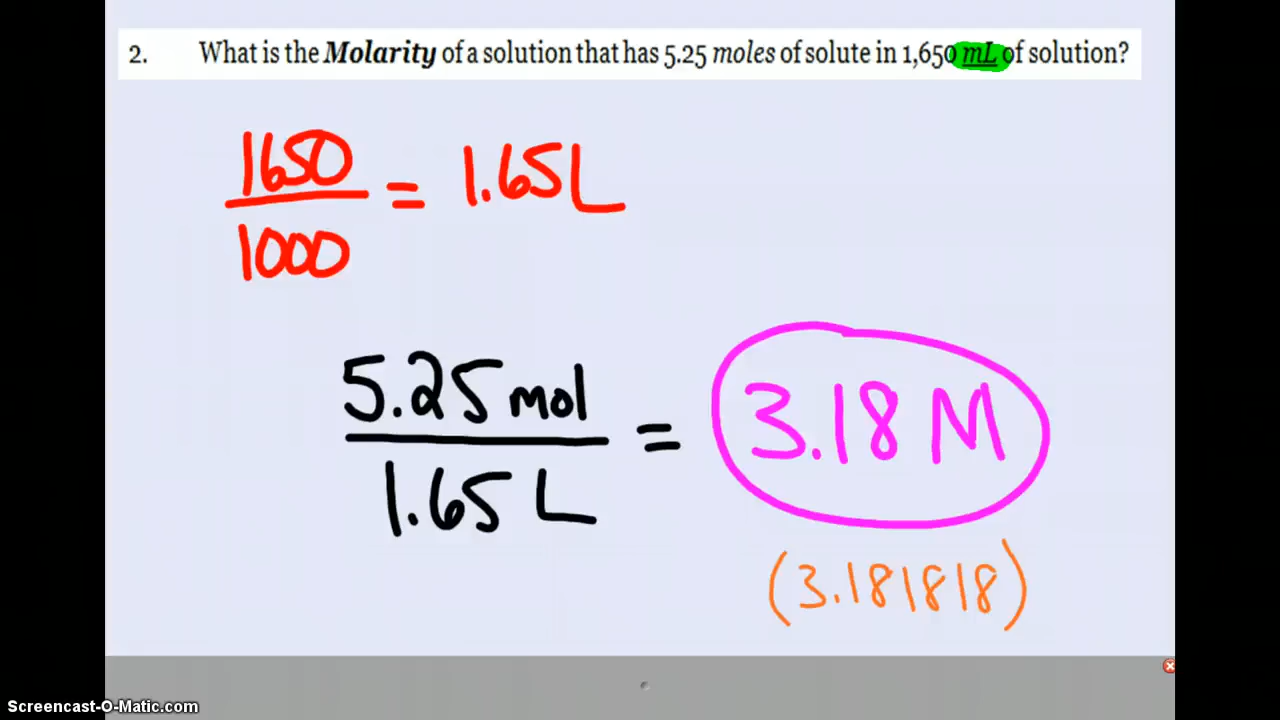 2. What is the Molarity of a solution that has 5.25 moles of solute in 1,650 mL of solution?
1650
1000
= 1.65L
5.25 mol
1.65 L
= 3.18 M
(3.181818)
Screencast-O-Matic.com